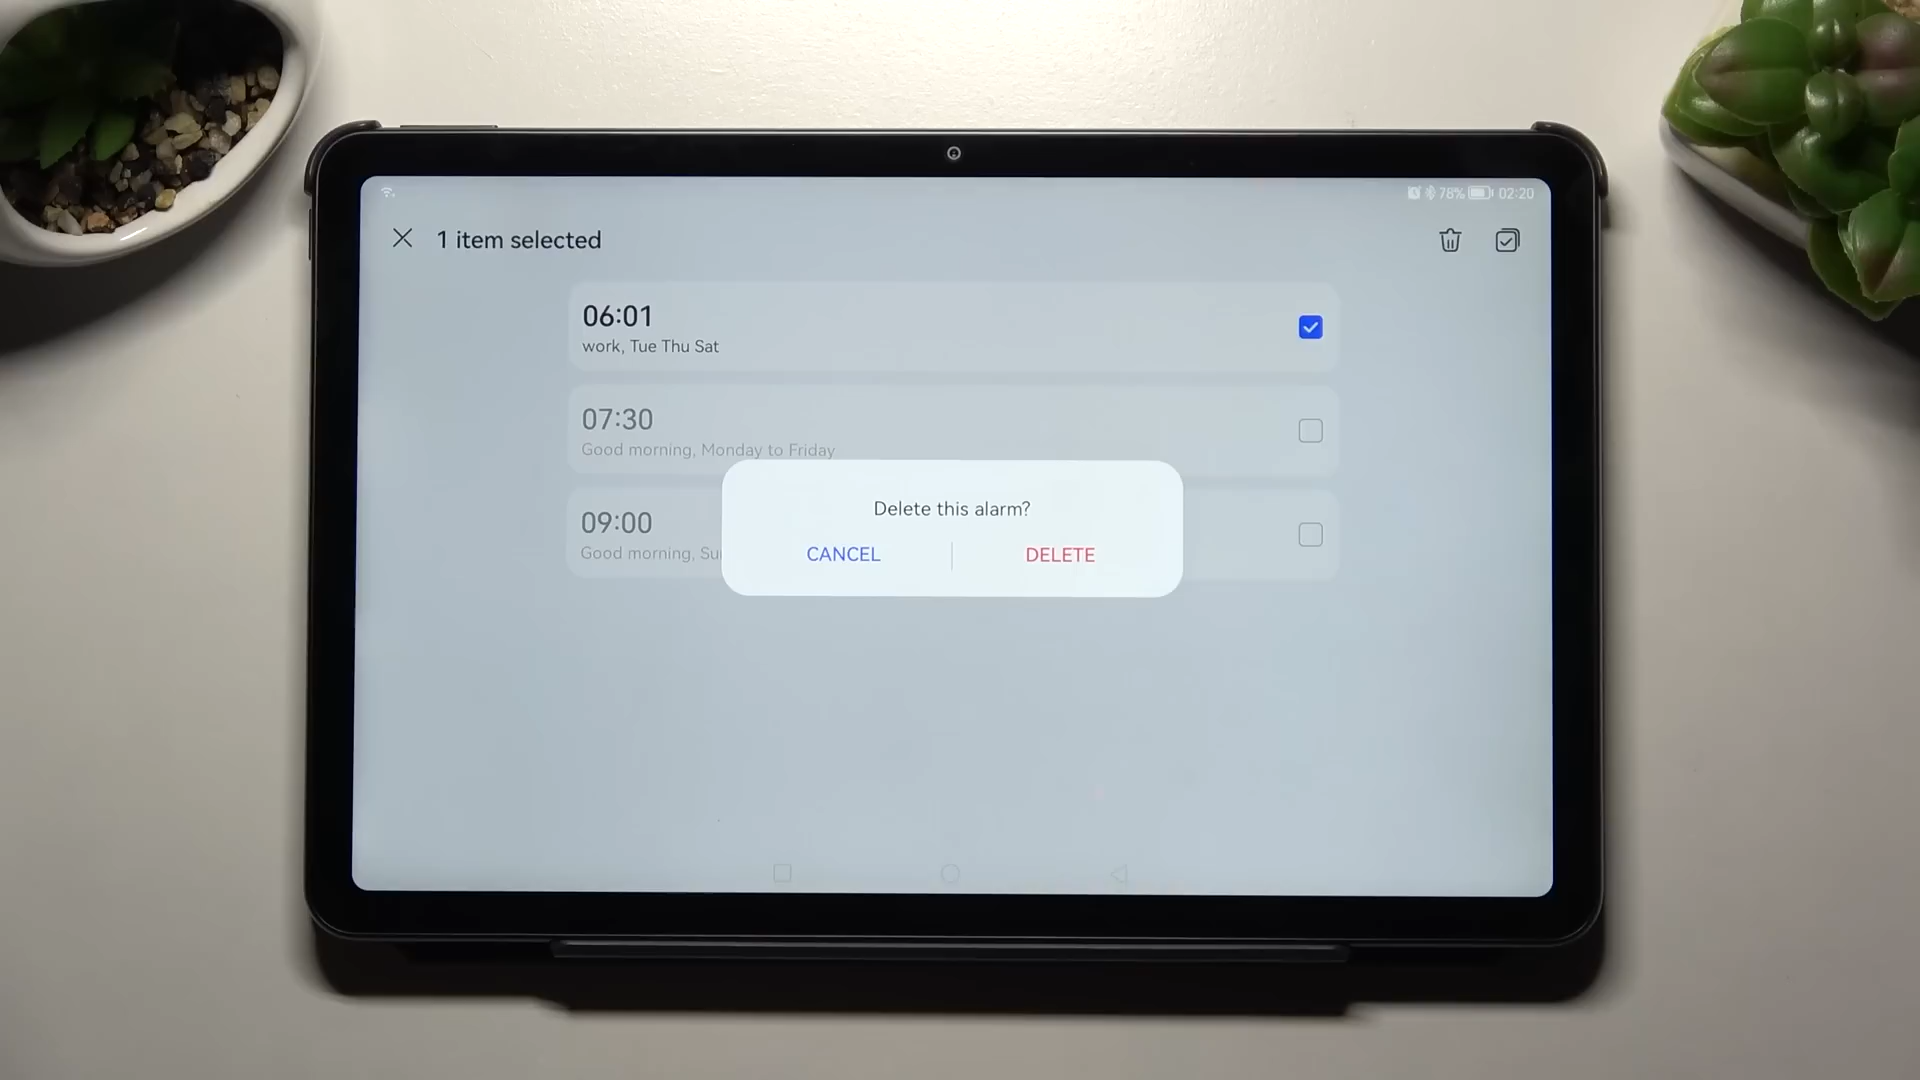 78% 02:20
1 item selected
06:01
work, Tue Thu Sat
07:30
Good morning, Monday to Friday
Delete this alarm?
09:00
Good morning,
CANCEL DELETE